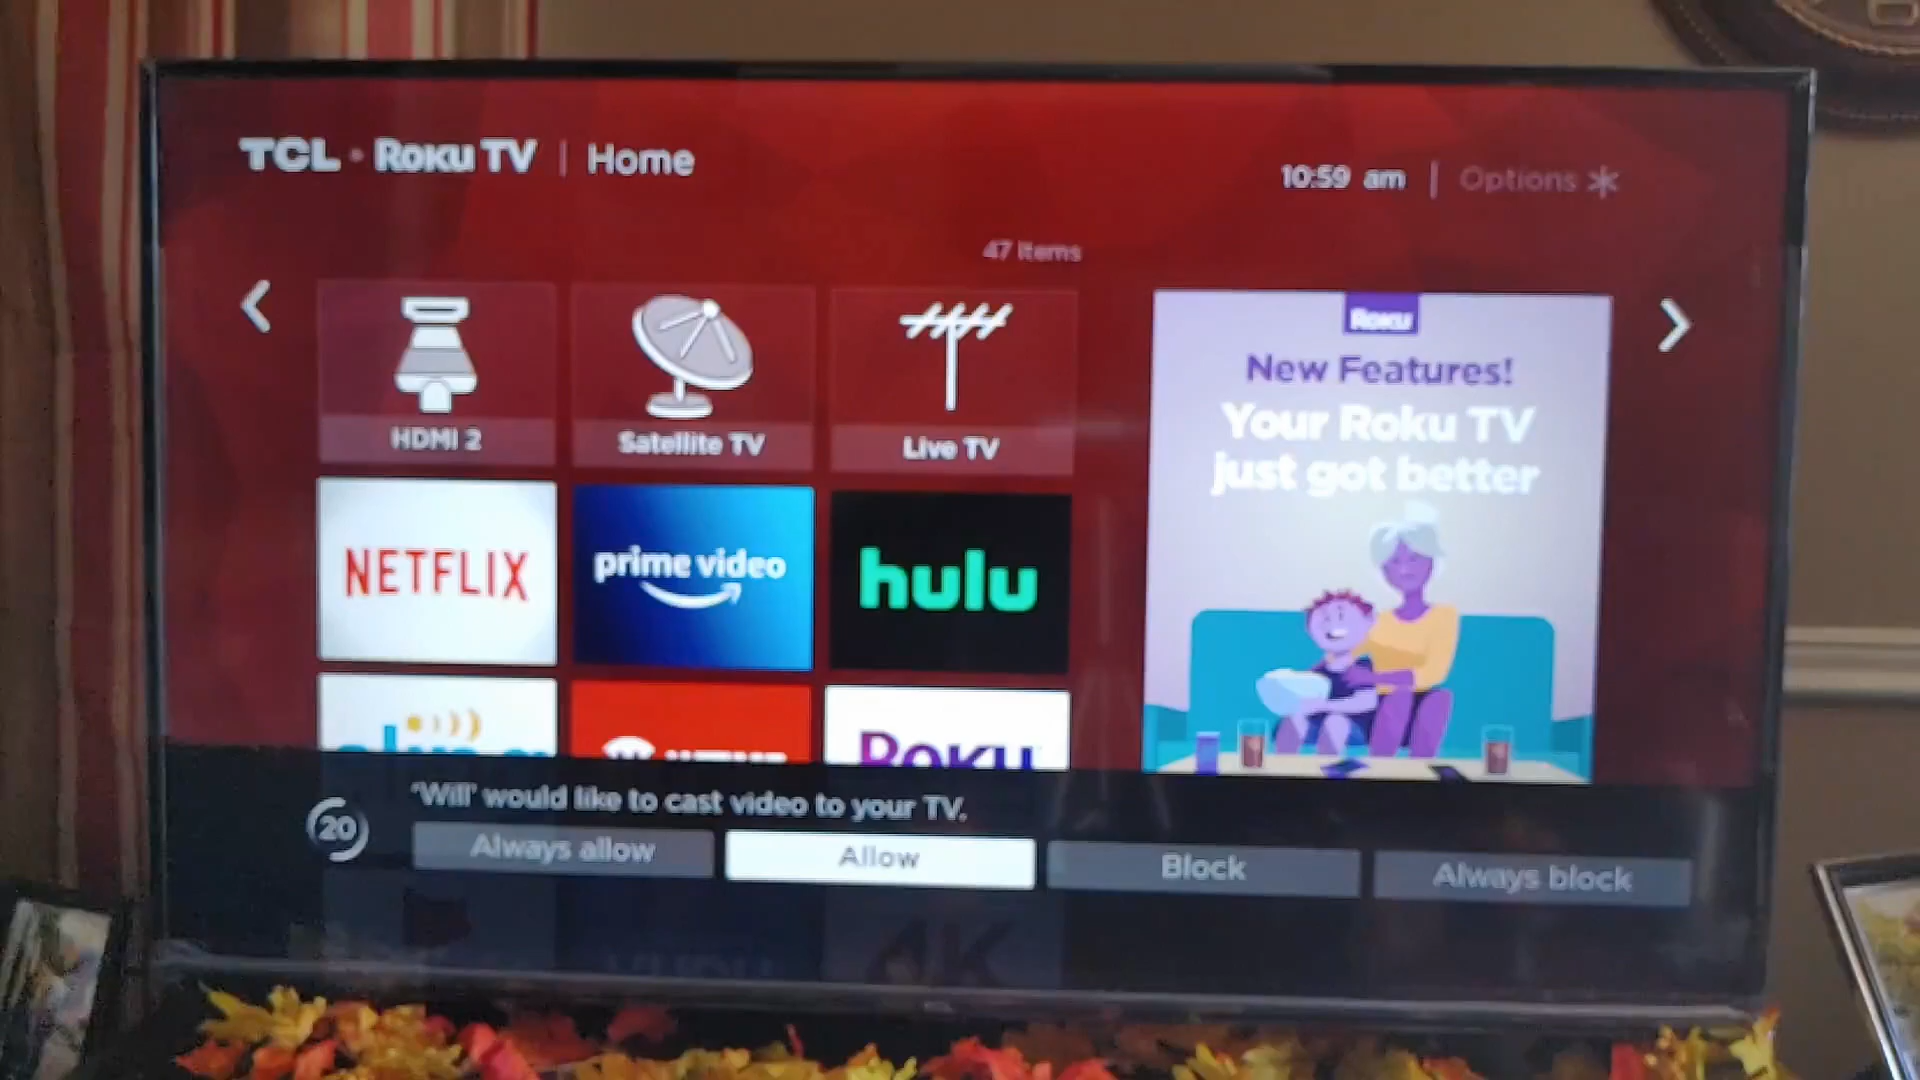 TCL • Roku TV | Home
10:59 am | Options
47 Items
HDMI 2
Satellite TV
Live TV
Roku
New Features!
Your Roku TV
just got better
NETFLIX
prime video
hulu
Roku
'Will' would like to cast video to your TV.
20
Always allow
Allow
Block
Always block
4K